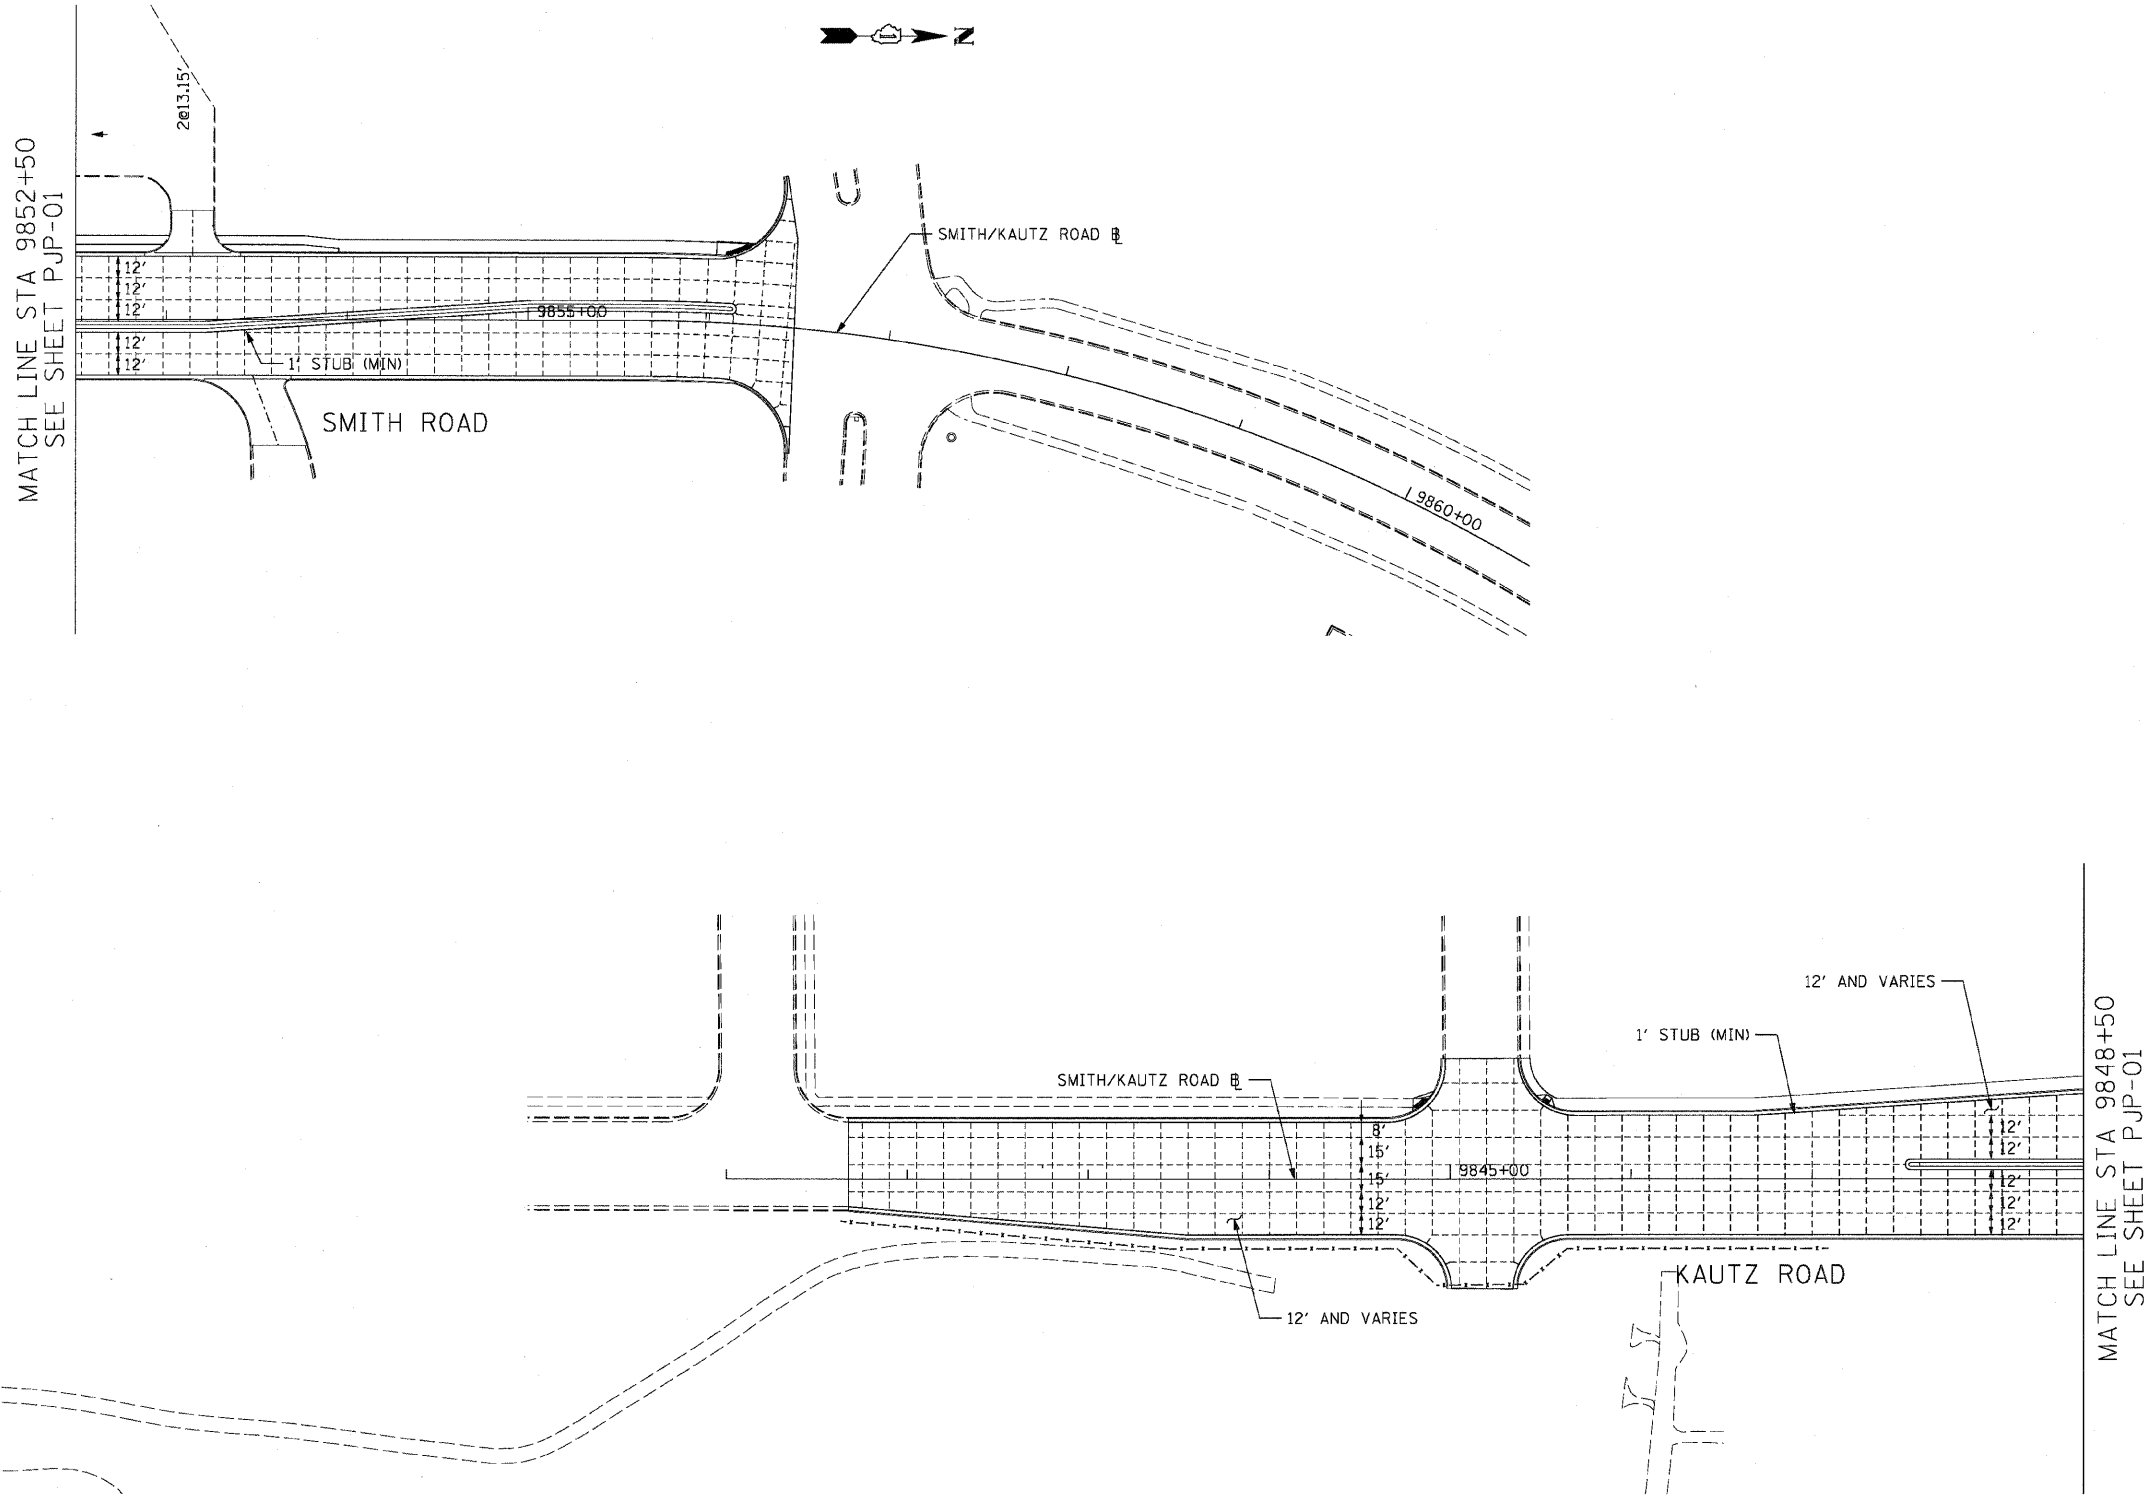 N
2@13.15'
MATCH LINE STA 9852+50
SEE SHEET PJP-01
SMITH/KAUTZ ROAD ℄
12'
12'
12'
12'
12'
9855+00
1' STUB (MIN)
SMITH ROAD
9860+00
12' AND VARIES
1' STUB (MIN)
SMITH/KAUTZ ROAD ℄
8'
15'
15'
12'
12'
9845+00
12'
12'
12'
12'
12'
KAUTZ ROAD
12' AND VARIES
MATCH LINE STA 9848+50
SEE SHEET PJP-01